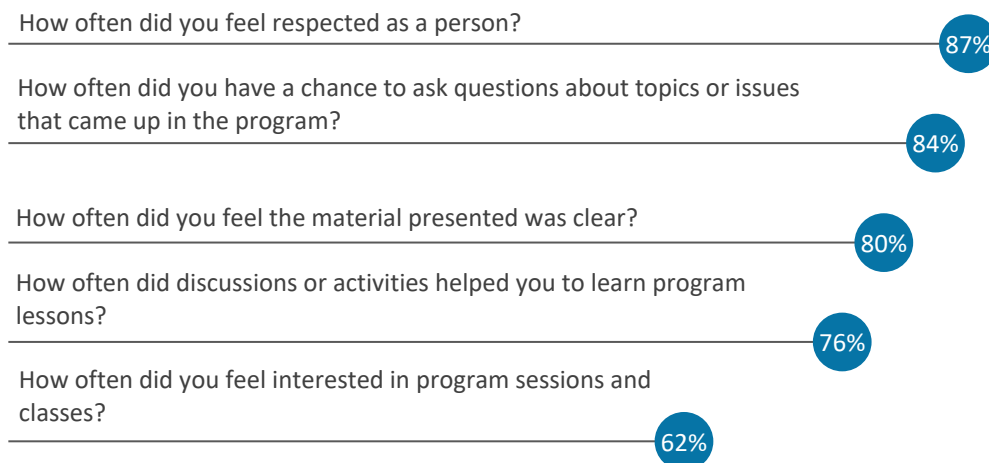 How often did you feel respected as a person?
87%
How often did you have a chance to ask questions about topics or issues
that came up in the program?
84%
How often did you feel the material presented was clear?
80%
How often did discussions or activities helped you to learn program
lessons?
76%
How often did you feel interested in program sessions and
classes?
62%